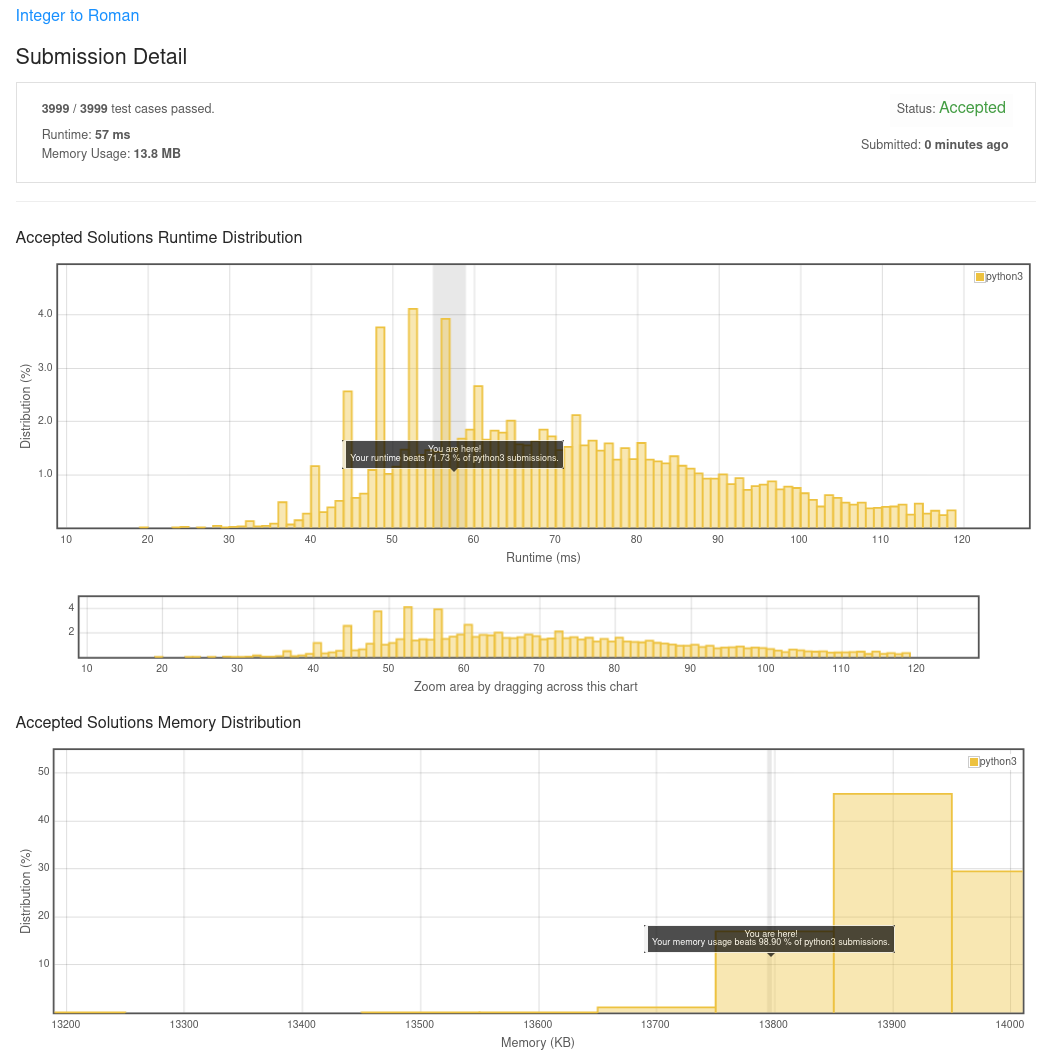 Integer to Roman
Submission Detail
3999 / 3999 test cases passed.
Status: Accepted
Runtime: 57 ms
Memory Usage: 13.8 MB
Submitted: 0 minutes ago
Accepted Solutions Runtime Distribution
python3
4.0
3.0
2.0
1.0
Distribution (%)
You are here!
Your runtime beats 71.73 % of python3 submissions.
10 20 30 40 50 60 70 80 90 100 110 120
Runtime (ms)
4
2
10 20 30 40 50 60 70 80 90 100 110 120
Zoom area by dragging across this chart
Accepted Solutions Memory Distribution
python3
50
40
30
20
10
Distribution (%)
You are here!
Your memory usage beats 98.90 % of python3 submissions.
13200 13300 13400 13500 13600 13700 13800 13900 14000
Memory (KB)